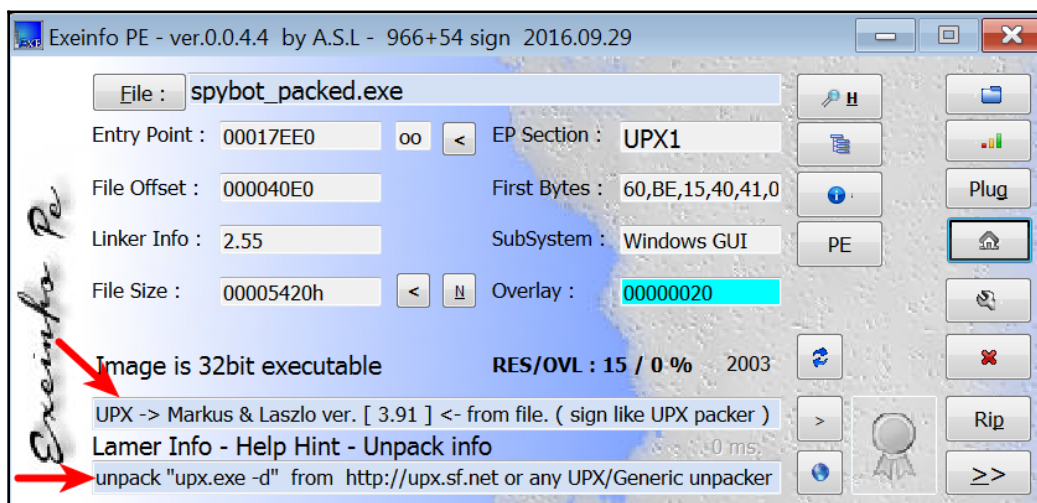 Exeinfo PE - ver.0.0.4.4 by A.S.L - 966+54 sign 2016.09.29
File : spybot_packed.exe
H
Entry Point : 00017EE0 oo < EP Section : UPX1
File Offset : 000040E0 First Bytes : 60,BE,15,40,41,0
Plug
Linker Info : 2.55 SubSystem : Windows GUI
PE
File Size : 00005420h < N Overlay : 00000020
Image is 32bit executable RES/OVL : 15 / 0 % 2003
UPX -> Markus & Laszlo ver. [ 3.91 ] <- from file. ( sign like UPX packer )
> Rip
Lamer Info - Help Hint - Unpack info 0 ms.
unpack "upx.exe -d" from http://upx.sf.net or any UPX/Generic unpacker
>>
Exeinfo Pe